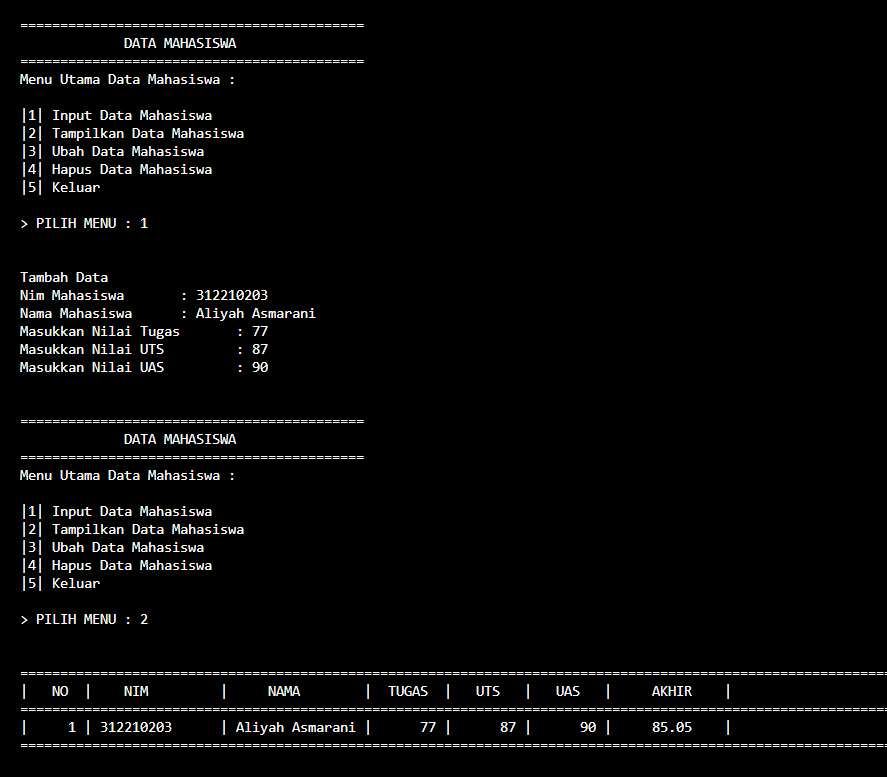 ===========================================
DATA MAHASISWA
===========================================
Menu Utama Data Mahasiswa :
|1| Input Data Mahasiswa
|2| Tampilkan Data Mahasiswa
|3| Ubah Data Mahasiswa
|4| Hapus Data Mahasiswa
|5| Keluar
> PILIH MENU : 1
Tambah Data
Nim Mahasiswa       : 312210203
Nama Mahasiswa      : Aliyah Asmarani
Masukkan Nilai Tugas       : 77
Masukkan Nilai UTS         : 87
Masukkan Nilai UAS         : 90
===========================================
DATA MAHASISWA
===========================================
Menu Utama Data Mahasiswa :
|1| Input Data Mahasiswa
|2| Tampilkan Data Mahasiswa
|3| Ubah Data Mahasiswa
|4| Hapus Data Mahasiswa
|5| Keluar
> PILIH MENU : 2
============================================================================================================
|   NO  |    NIM         |     NAMA        |  TUGAS  |   UTS   |   UAS   |     AKHIR    |
============================================================================================================
|     1 | 312210203      | Aliyah Asmarani |      77 |      87 |      90 |     85.05    |
============================================================================================================